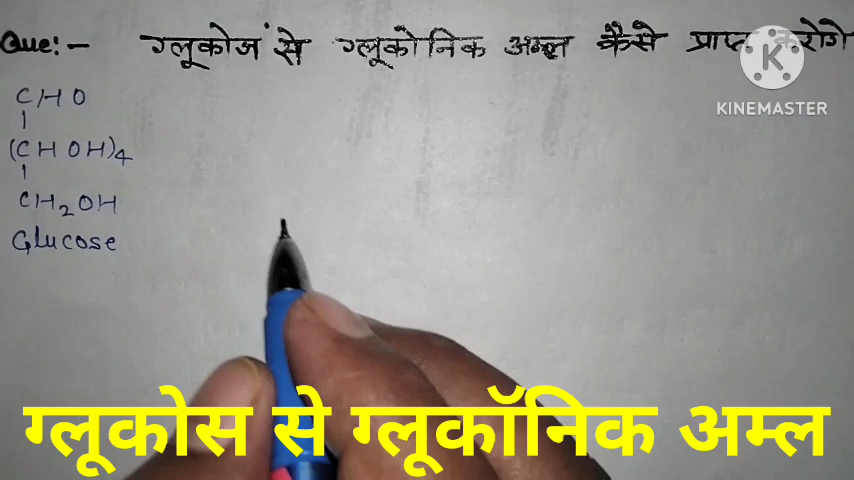 Que:- ग्लूकोज से ग्लूकोनिक अम्ल कैसे प्राप्त करोगे
KINEMASTER
CHO
(CHOH)4
CH2OH
Glucose
ग्लूकोस से ग्लूकॉनिक अम्ल